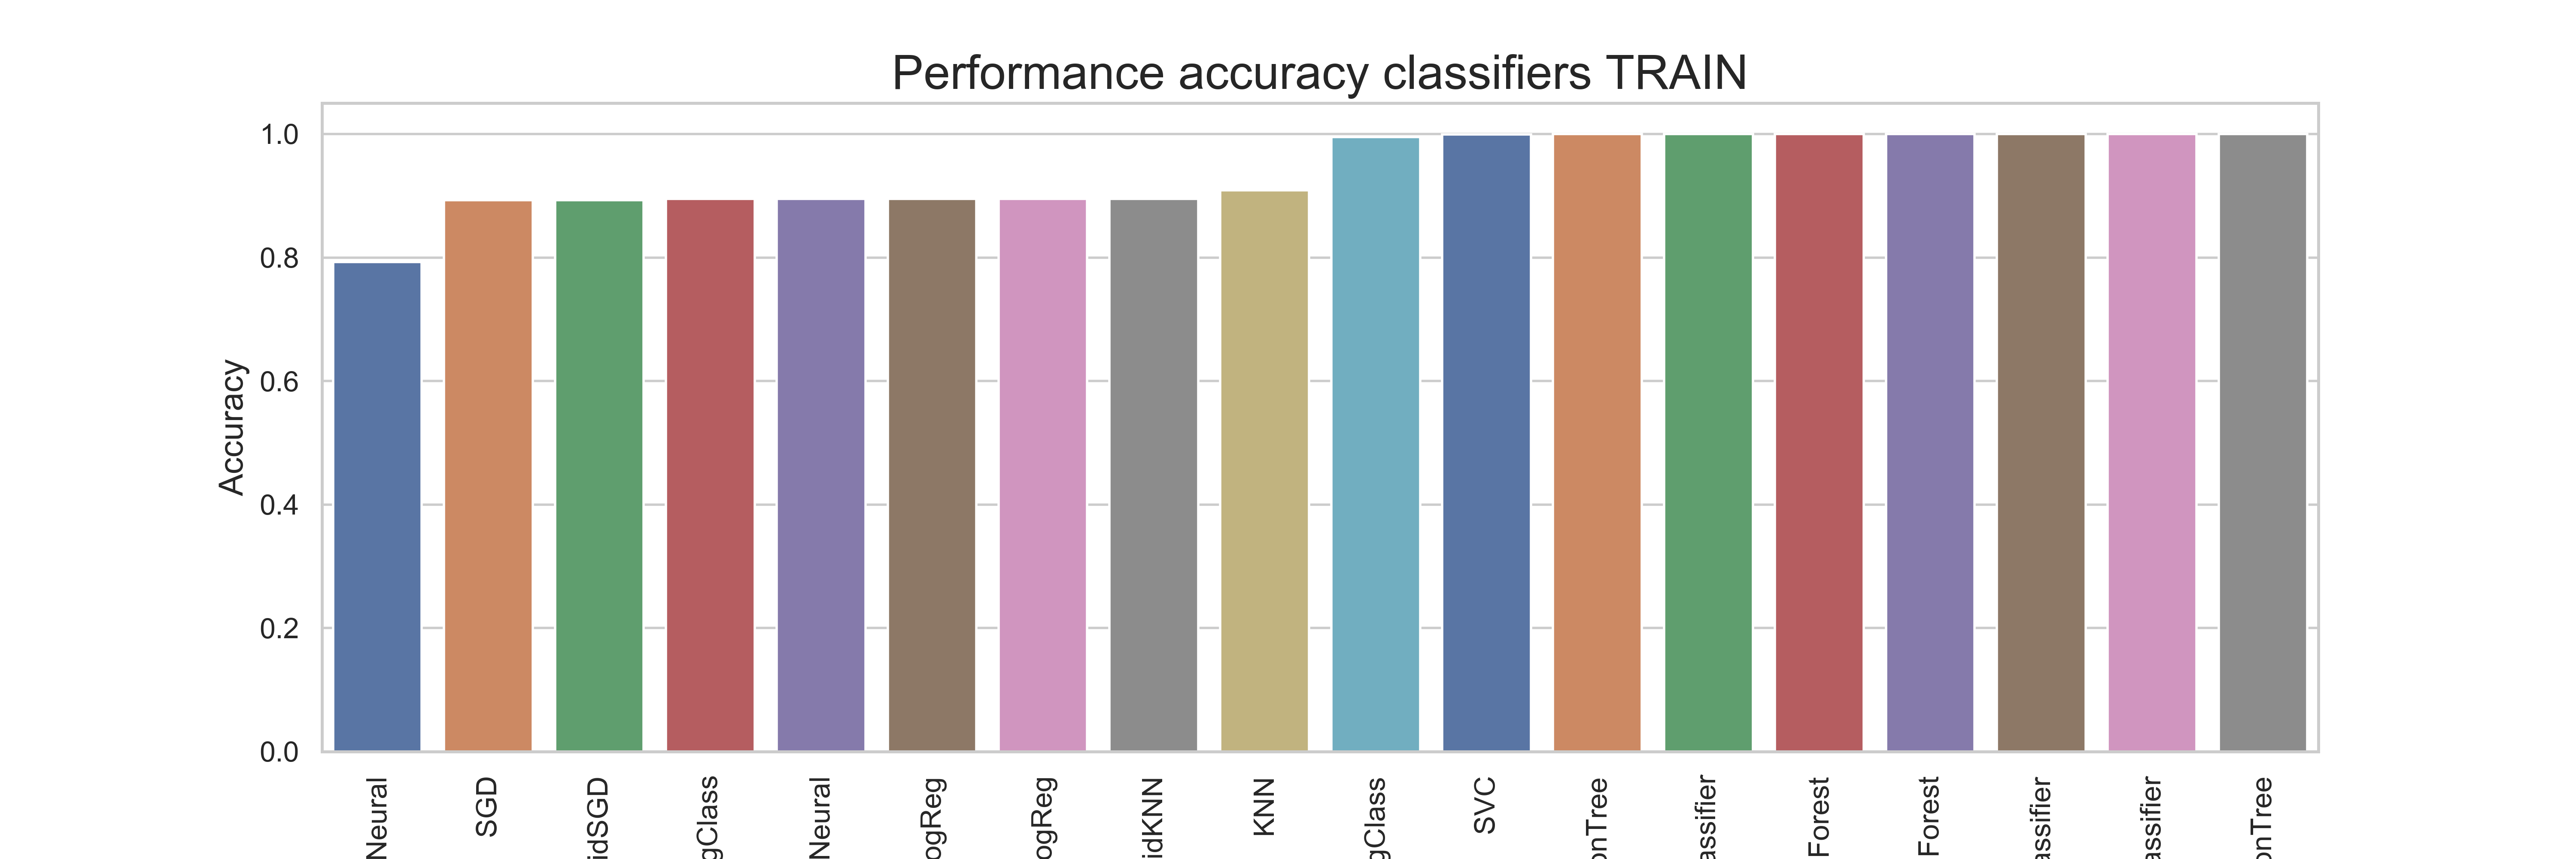 Performance accuracy classifiers TRAIN
1.0
0.8
0.6
0.4
0.2
0.0
Accuracy
Neural
SGD
idSGD
gClass
Neural
ogReg
ogReg
idKNN
KNN
gClass
SVC
onTree
assifier
Forest
Forest
assifier
assifier
onTree